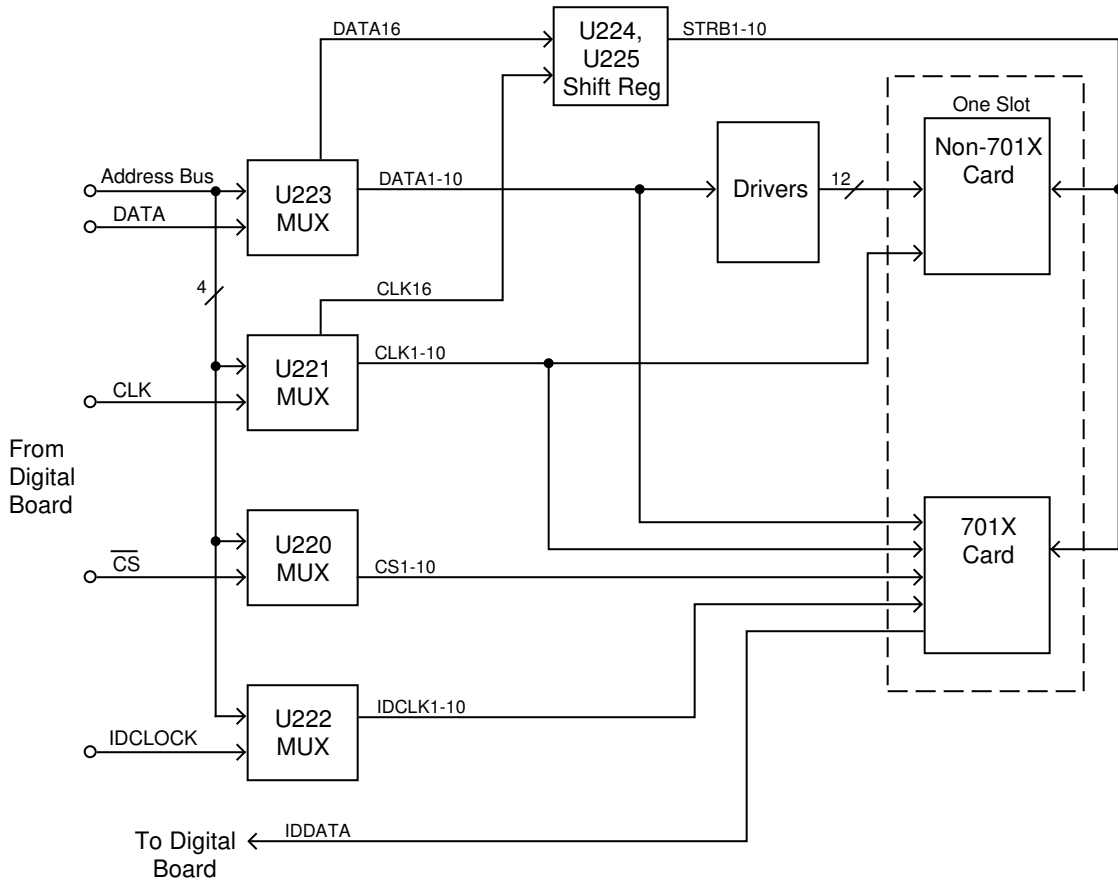 DATA16
U224,
U225
Shift Reg
STRB1-10
One Slot
Non-701X
Card
Address Bus
U223
MUX
DATA1-10
Drivers
12
DATA
4
CLK16
U221
MUX
CLK1-10
CLK
From
Digital
Board
701X
Card
U220
MUX
CS
CS1-10
U222
MUX
IDCLK1-10
IDCLOCK
To Digital
Board
IDDATA